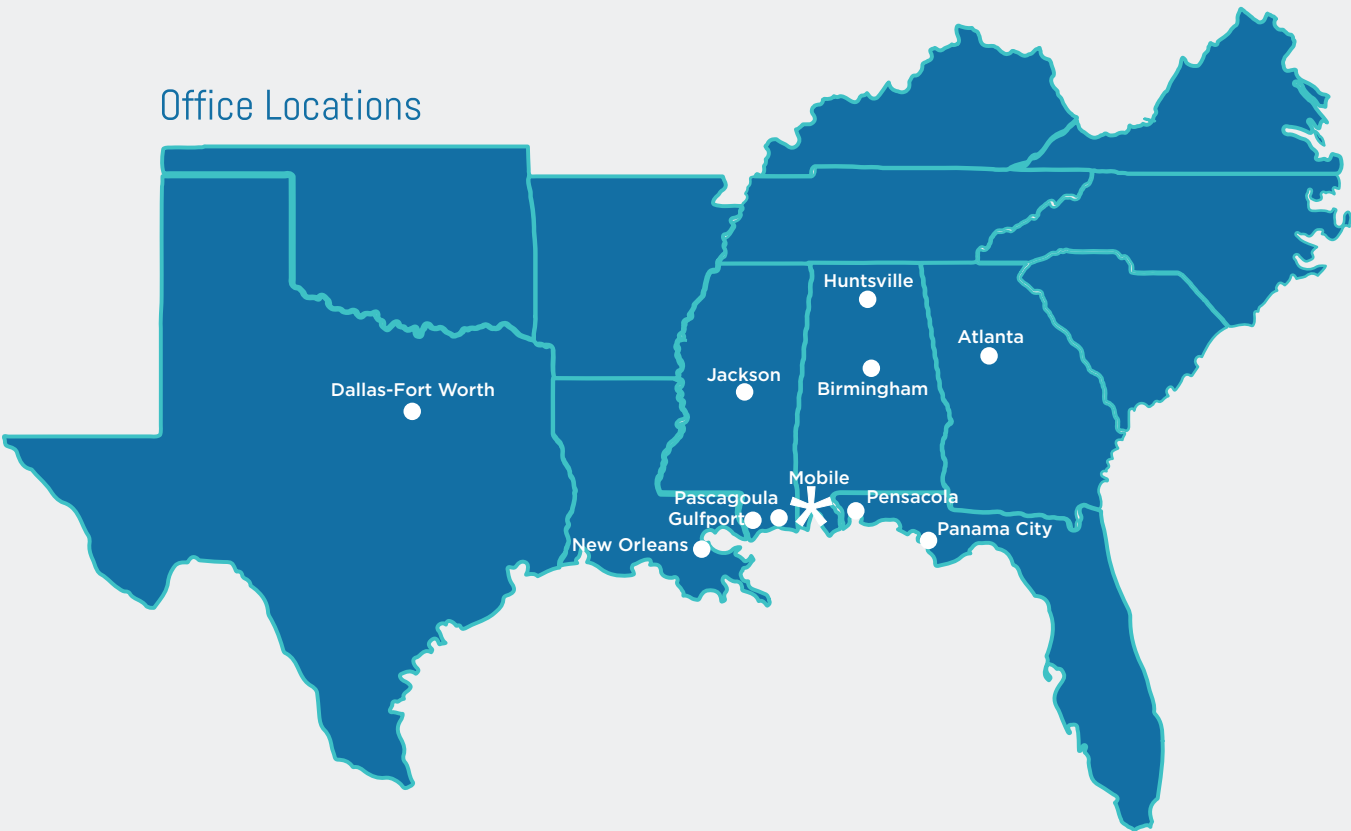 Office Locations
Huntsville
Atlanta
Jackson
Birmingham
Dallas-Fort Worth
Mobile
Pascagoula
Pensacola
Gulfport
Panama City
New Orleans